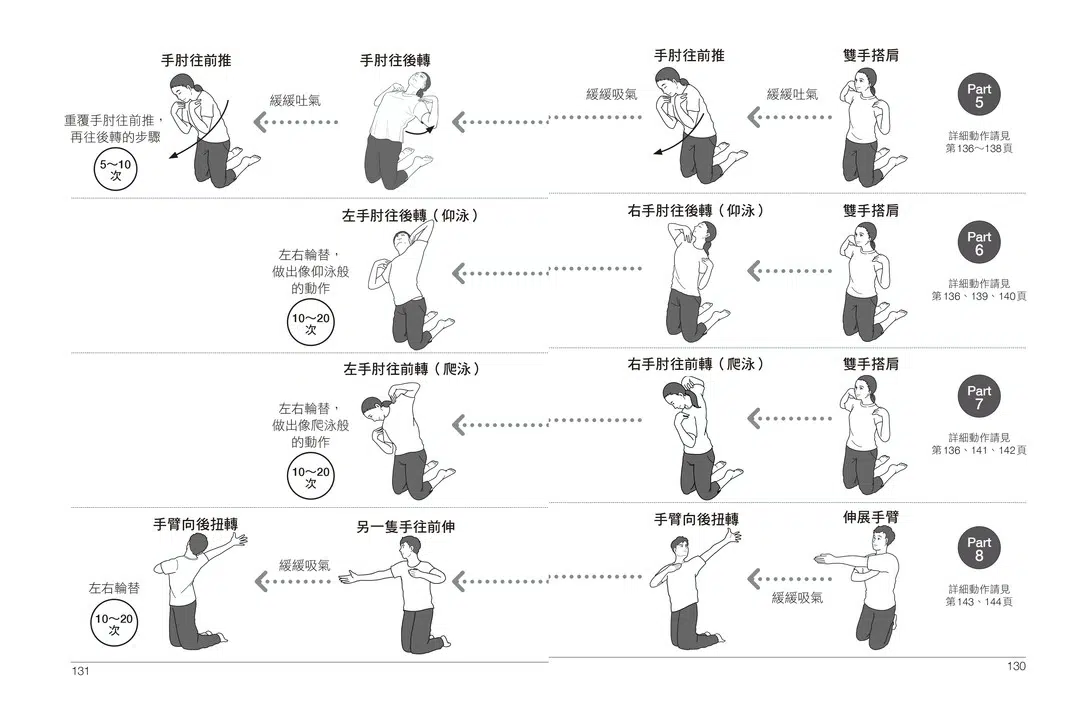 Part
5
詳細動作請見
第136～138頁
雙手搭肩
緩緩吐氣
手肘往前推
緩緩吸氣
手肘往後轉
緩緩吐氣
手肘往前推
重覆手肘往前推，
再往後轉的步驟
5～10
次
Part
6
詳細動作請見
第136、139、140頁
雙手搭肩
右手肘往後轉（仰泳）
左手肘往後轉（仰泳）
左右輪替，
做出像仰泳般
的動作
10～20
次
Part
7
詳細動作請見
第136、141、142頁
雙手搭肩
右手肘往前轉（爬泳）
左手肘往前轉（爬泳）
左右輪替，
做出像爬泳般
的動作
10～20
次
Part
8
詳細動作請見
第143、144頁
伸展手臂
緩緩吸氣
手臂向後扭轉
另一隻手往前伸
緩緩吸氣
手臂向後扭轉
左右輪替
10～20
次
130
131